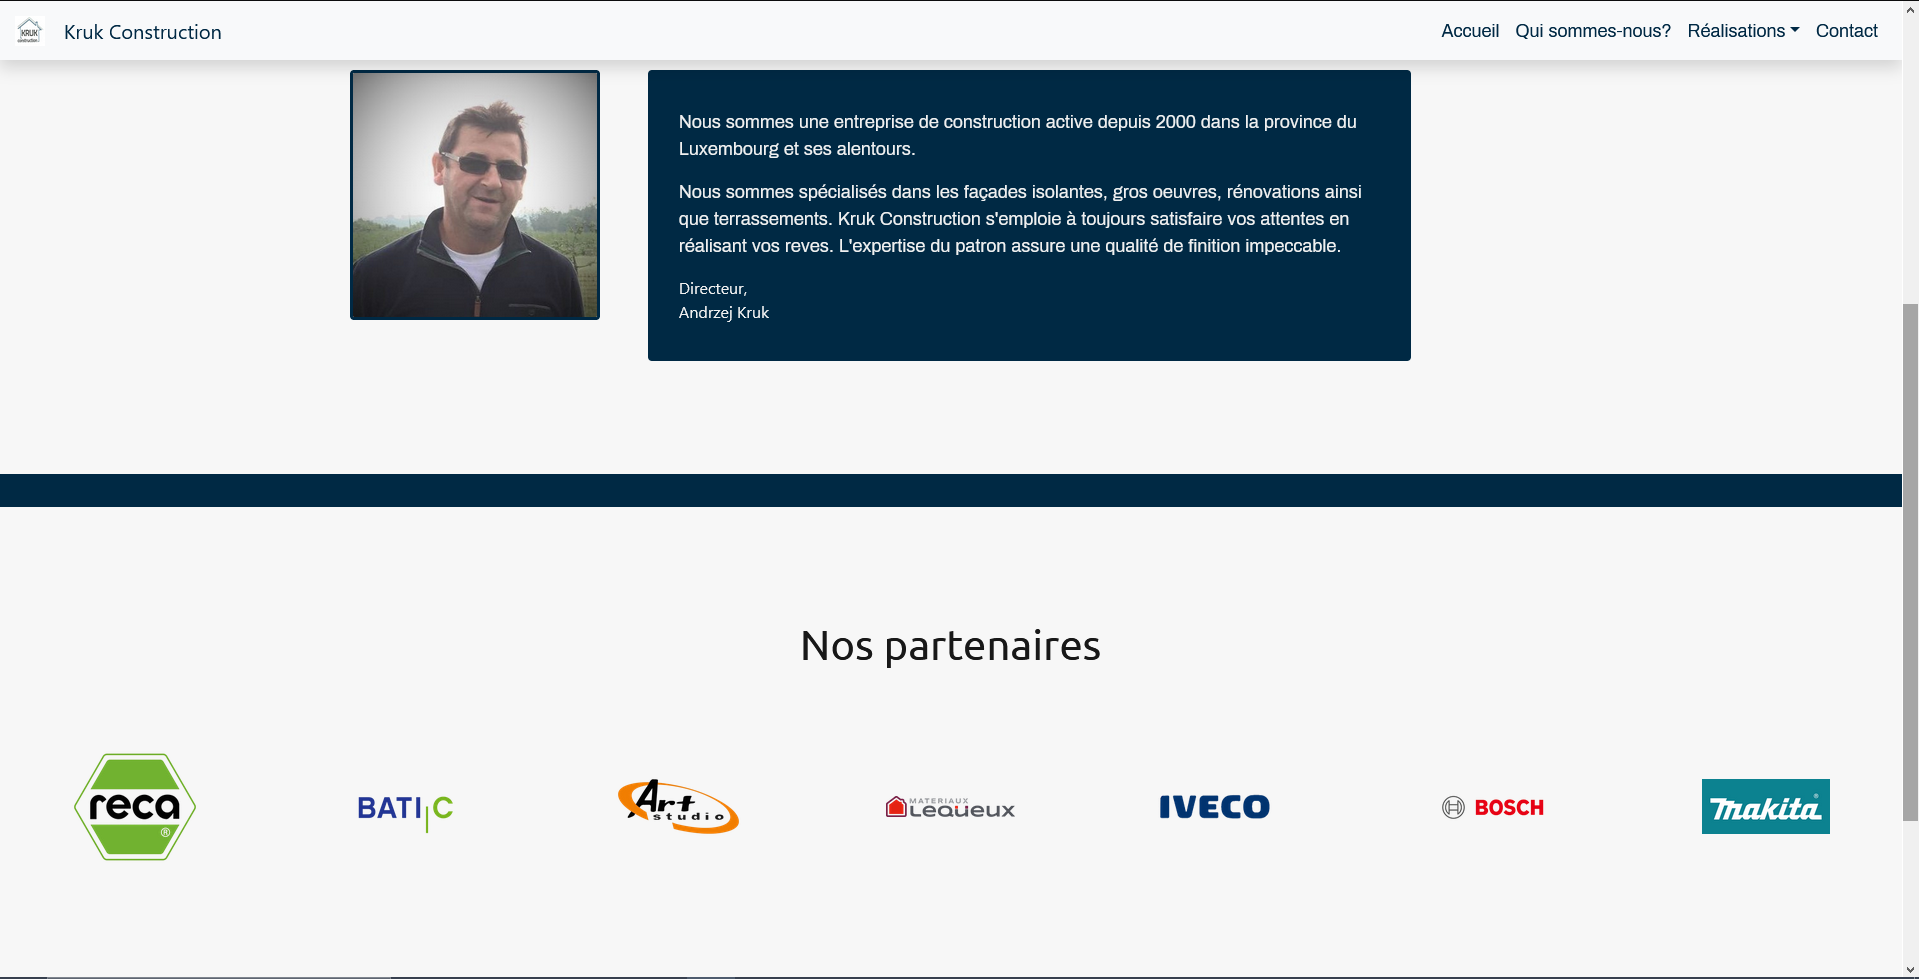 KRUK
construction
Kruk Construction
Accueil
Qui sommes-nous?
Réalisations
Contact
Nous sommes une entreprise de construction active depuis 2000 dans la province du
Luxembourg et ses alentours.
Nous sommes spécialisés dans les façades isolantes, gros oeuvres, rénovations ainsi
que terrassements. Kruk Construction s'emploie à toujours satisfaire vos attentes en
réalisant vos reves. L'expertise du patron assure une qualité de finition impeccable.
Directeur,
Andrzej Kruk
Nos partenaires
reca
®
BATI C
Art
studio
MATERIAUX
Lequeux
IVECO
BOSCH
makita®